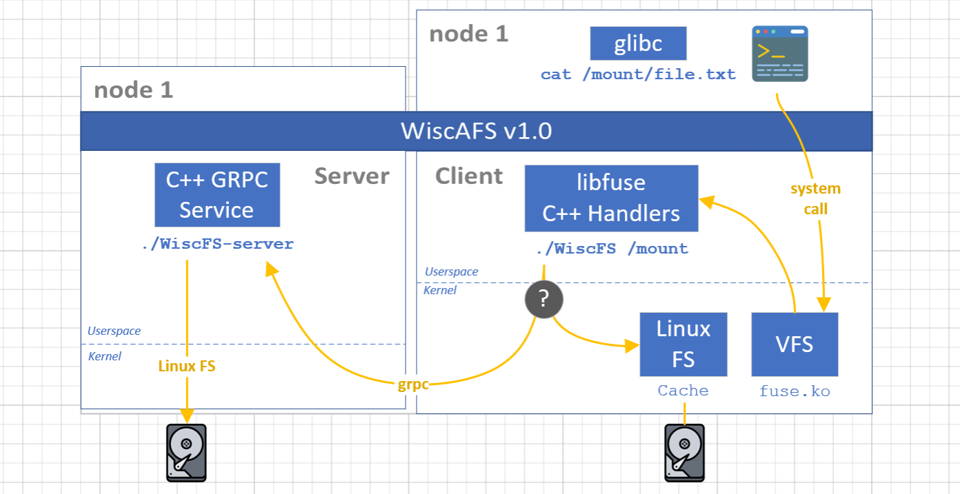 node 1
glibc
cat /mount/file.txt
>_
node 1
WiscAFS v1.0
C++ GRPC
Service
Server
./WiscFS-server
Client
libfuse
C++ Handlers
./WiscFS /mount
system
call
Userspace
Kernel
?
Userspace
Kernel
Linux FS
grpc
Linux
FS
Cache
VFS
fuse.ko